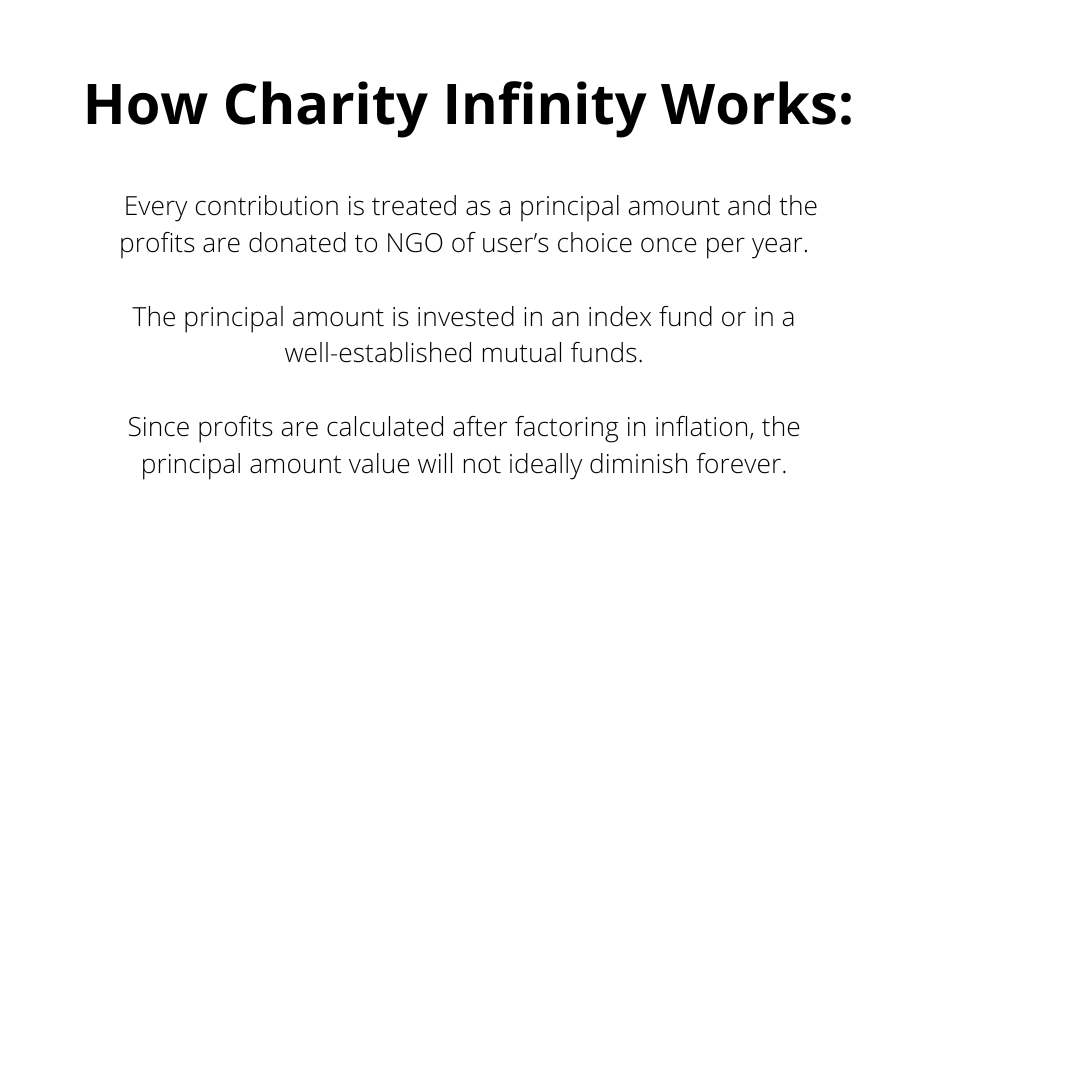 How Charity Infinity Works:
Every contribution is treated as a principal amount and the
profits are donated to NGO of user’s choice once per year.
The principal amount is invested in an index fund or in a
well-established mutual funds.
Since profits are calculated after factoring in inflation, the
principal amount value will not ideally diminish forever.